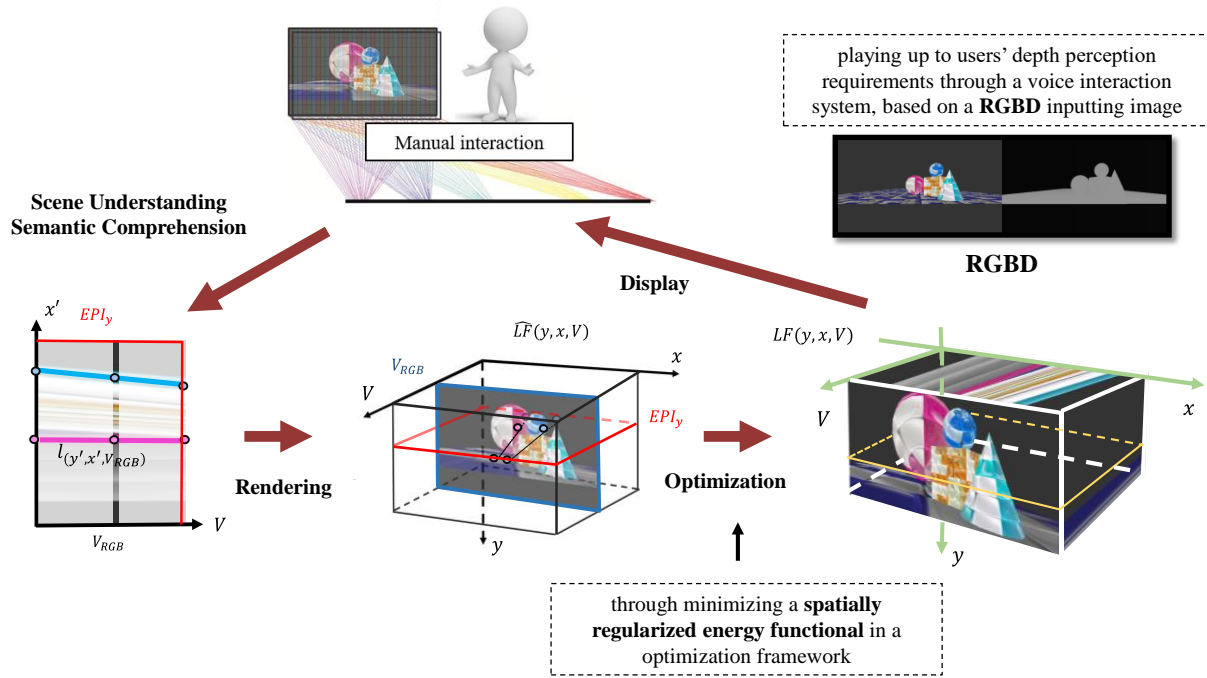 playing up to users' depth perception
requirements through a voice interaction
system, based on a RGBD inputting image
Manual interaction
Scene Understanding
Semantic Comprehension
RGBD
Display
x′
EPI_y
l_(y′,x′,V_RGB)
V
V_RGB
Rendering
\widehat{LF}(y, x, V)
x
V_RGB
V
EPI_y
y
Optimization
LF(y, x, V)
V
x
y
through minimizing a spatially
regularized energy functional in a
optimization framework